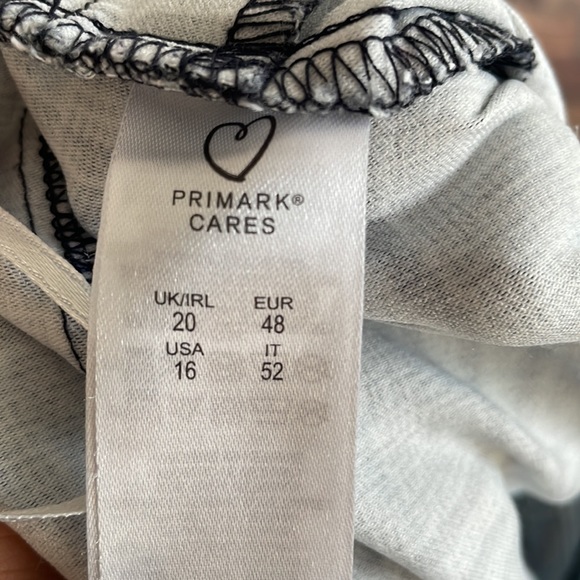 PRIMARK®
CARES
UK/IRL EUR
20 48
USA IT
16 52